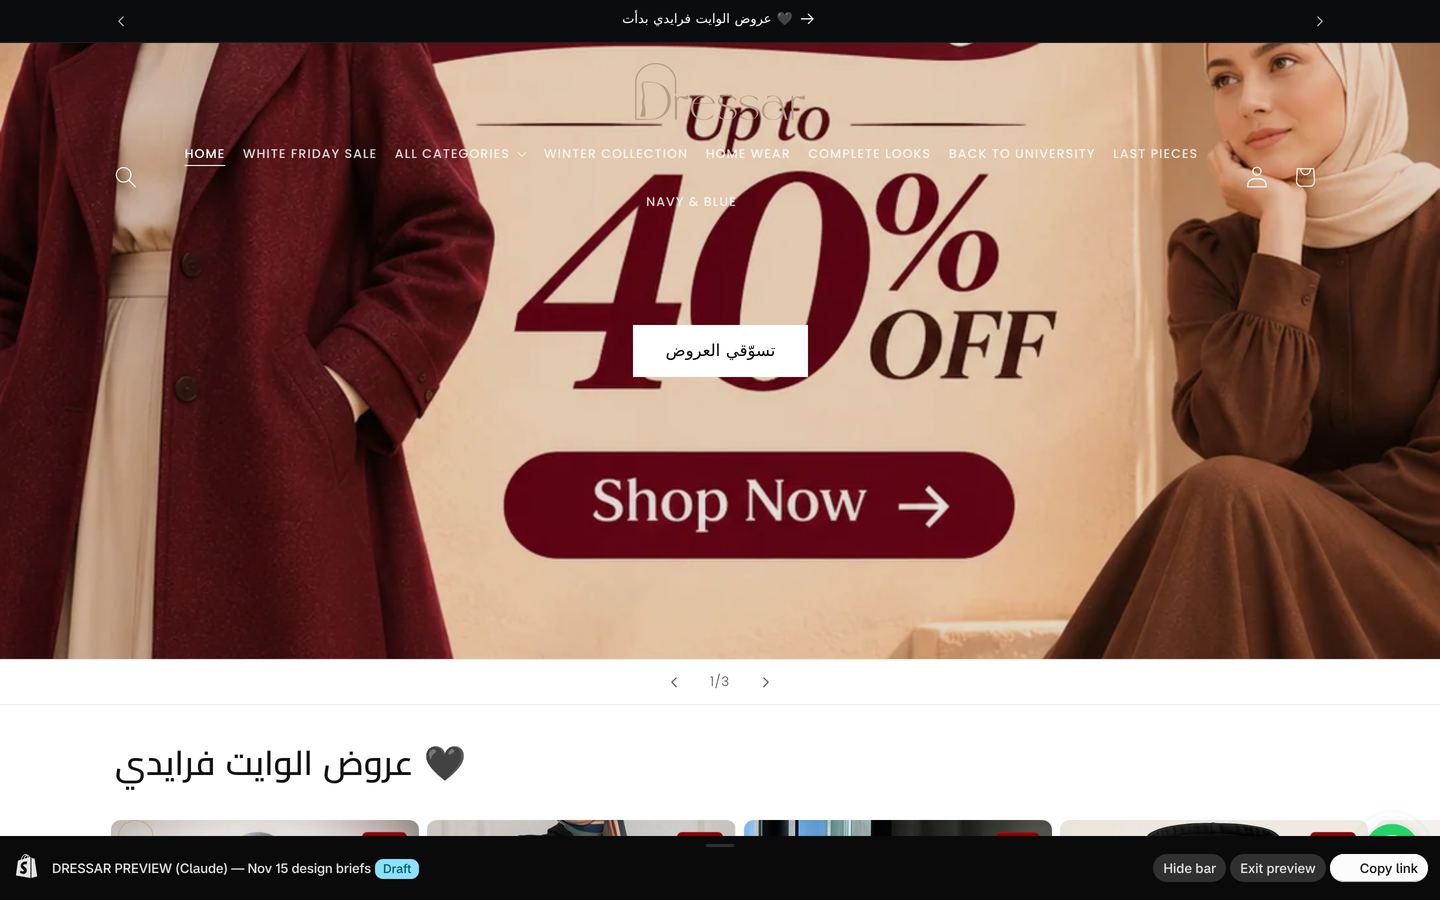 عروض الوايت فرايدي بدأت 🖤 →
Dressar
Up to
HOME WHITE FRIDAY SALE ALL CATEGORIES WINTER COLLECTION HOME WEAR COMPLETE LOOKS BACK TO UNIVERSITY LAST PIECES
NAVY & BLUE
40%
OFF
تسوّقي العروض
Shop Now →
1/3
عروض الوايت فرايدي 🖤
DRESSAR PREVIEW (Claude) — Nov 15 design briefs Draft
Hide bar Exit preview Copy link